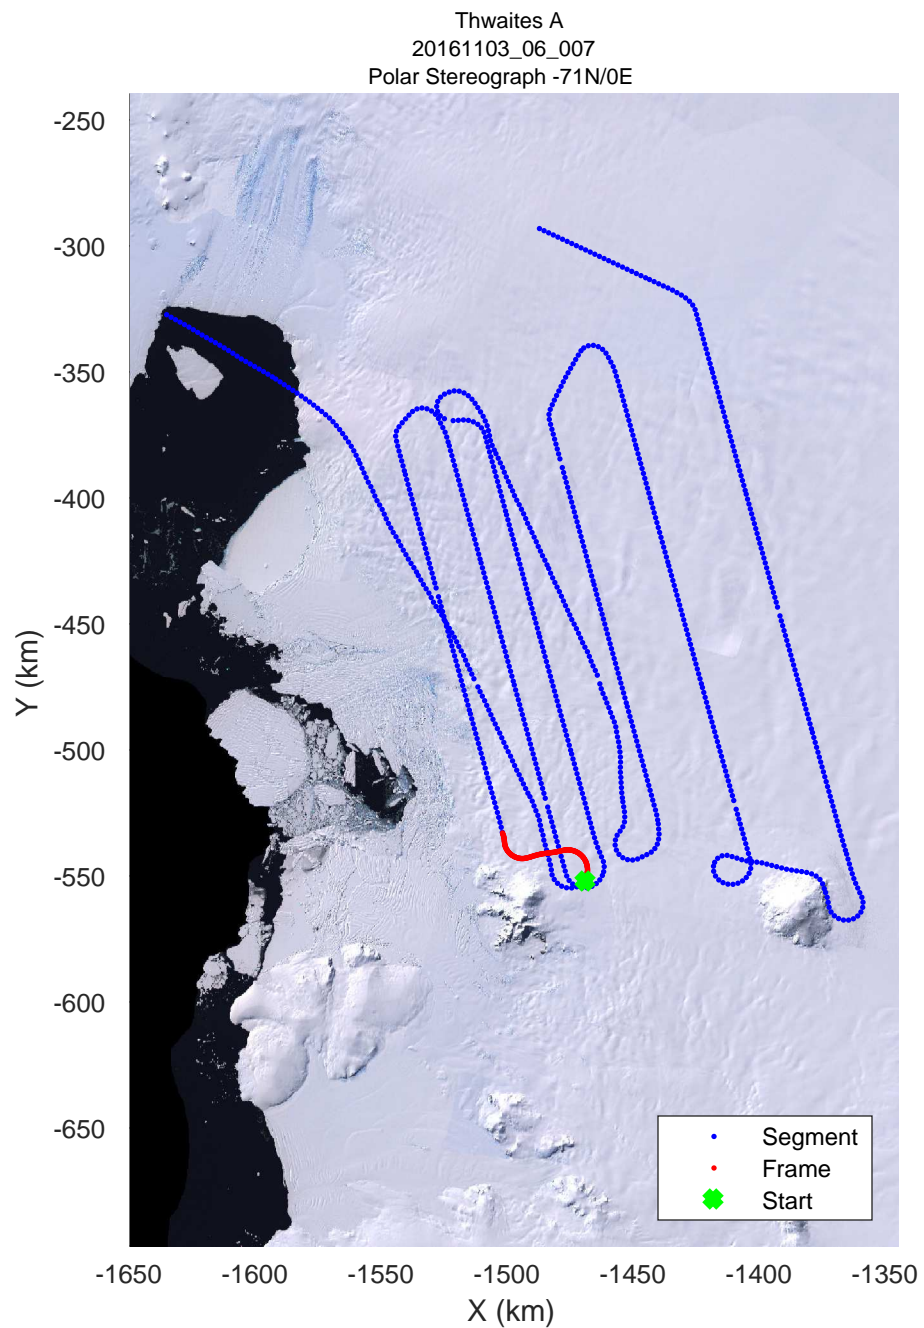 Thwaites A
20161103_06_007
Polar Stereograph -71N/0E
-250
-300
-350
-400
-450
-500
-550
-600
-650
Y (km)
Segment
Frame
Start
-1650 -1600 -1550 -1500 -1450 -1400 -1350
X (km)